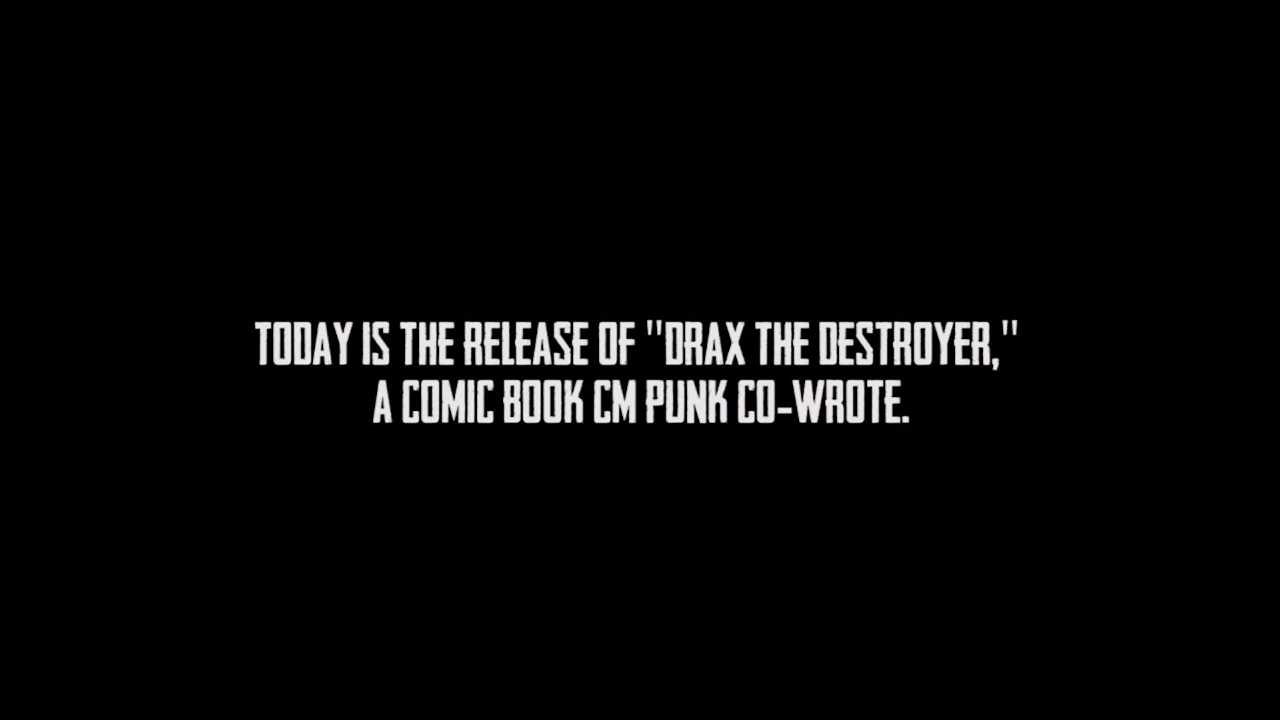 TODAY IS THE RELEASE OF "DRAX THE DESTROYER,"
A COMIC BOOK CM PUNK CO-WROTE.